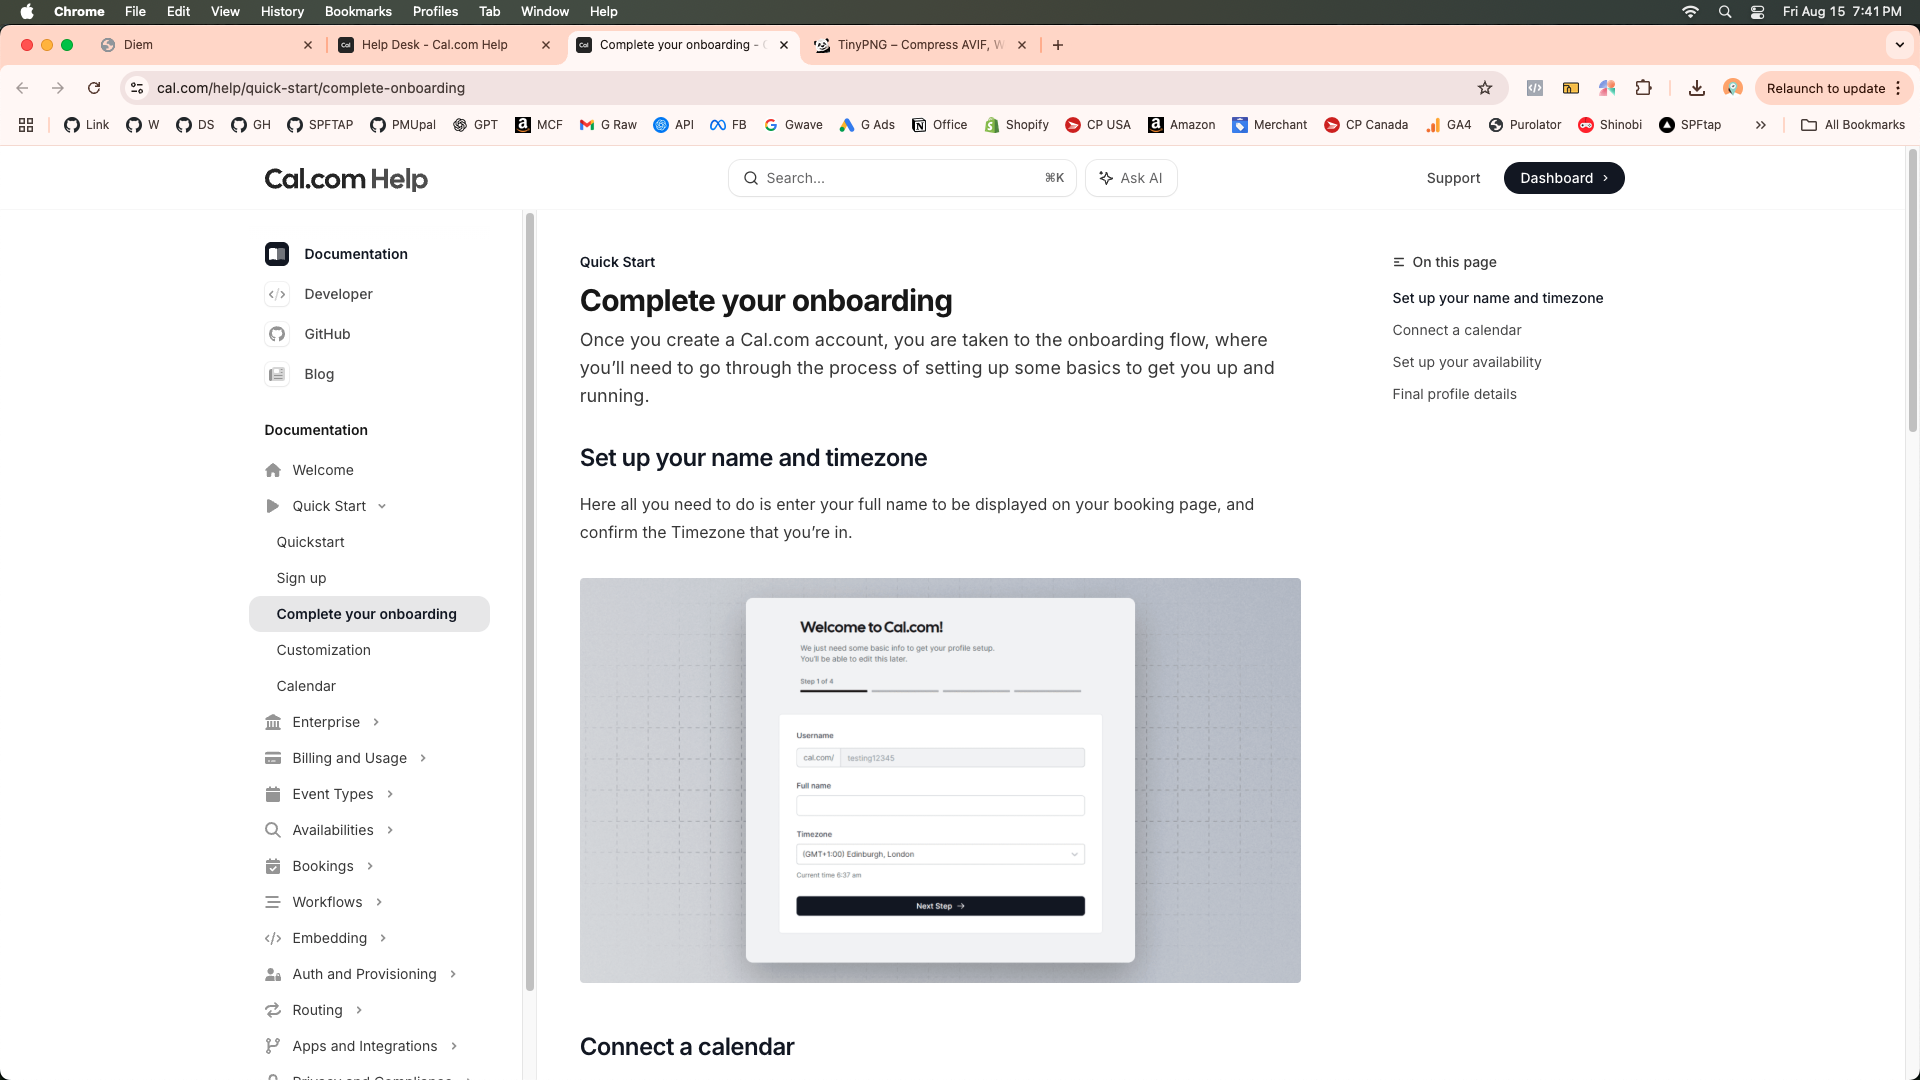 Chrome File Edit View History Bookmarks Profiles Tab Window Help Fri Aug 15 7:41 PM
Diem Help Desk - Cal.com Help Complete your onboarding - TinyPNG – Compress AVIF, W
cal.com/help/quick-start/complete-onboarding Relaunch to update
Link W DS GH SPFTAP PMUpal GPT MCF G Raw API FB Gwave G Ads Office Shopify CP USA Amazon Merchant CP Canada GA4 Purolator Shinobi SPFtap » All Bookmarks
Cal.com Help
Search... ⌘K
Ask AI
Support
Dashboard
Documentation
Developer
GitHub
Blog
Documentation
Welcome
Quick Start
Quickstart
Sign up
Complete your onboarding
Customization
Calendar
Enterprise
Billing and Usage
Event Types
Availabilities
Bookings
Workflows
Embedding
Auth and Provisioning
Routing
Apps and Integrations
Privacy and Compliance
Quick Start
Complete your onboarding
Once you create a Cal.com account, you are taken to the onboarding flow, where
you’ll need to go through the process of setting up some basics to get you up and
running.
Set up your name and timezone
Here all you need to do is enter your full name to be displayed on your booking page, and
confirm the Timezone that you’re in.
Welcome to Cal.com!
We just need some basic info to get your profile setup.
You'll be able to edit this later.
Step 1 of 4
Username
cal.com/ testing12345
Full name
Timezone
(GMT+1:00) Edinburgh, London
Current time 6:37 am
Next Step →
Connect a calendar
On this page
Set up your name and timezone
Connect a calendar
Set up your availability
Final profile details